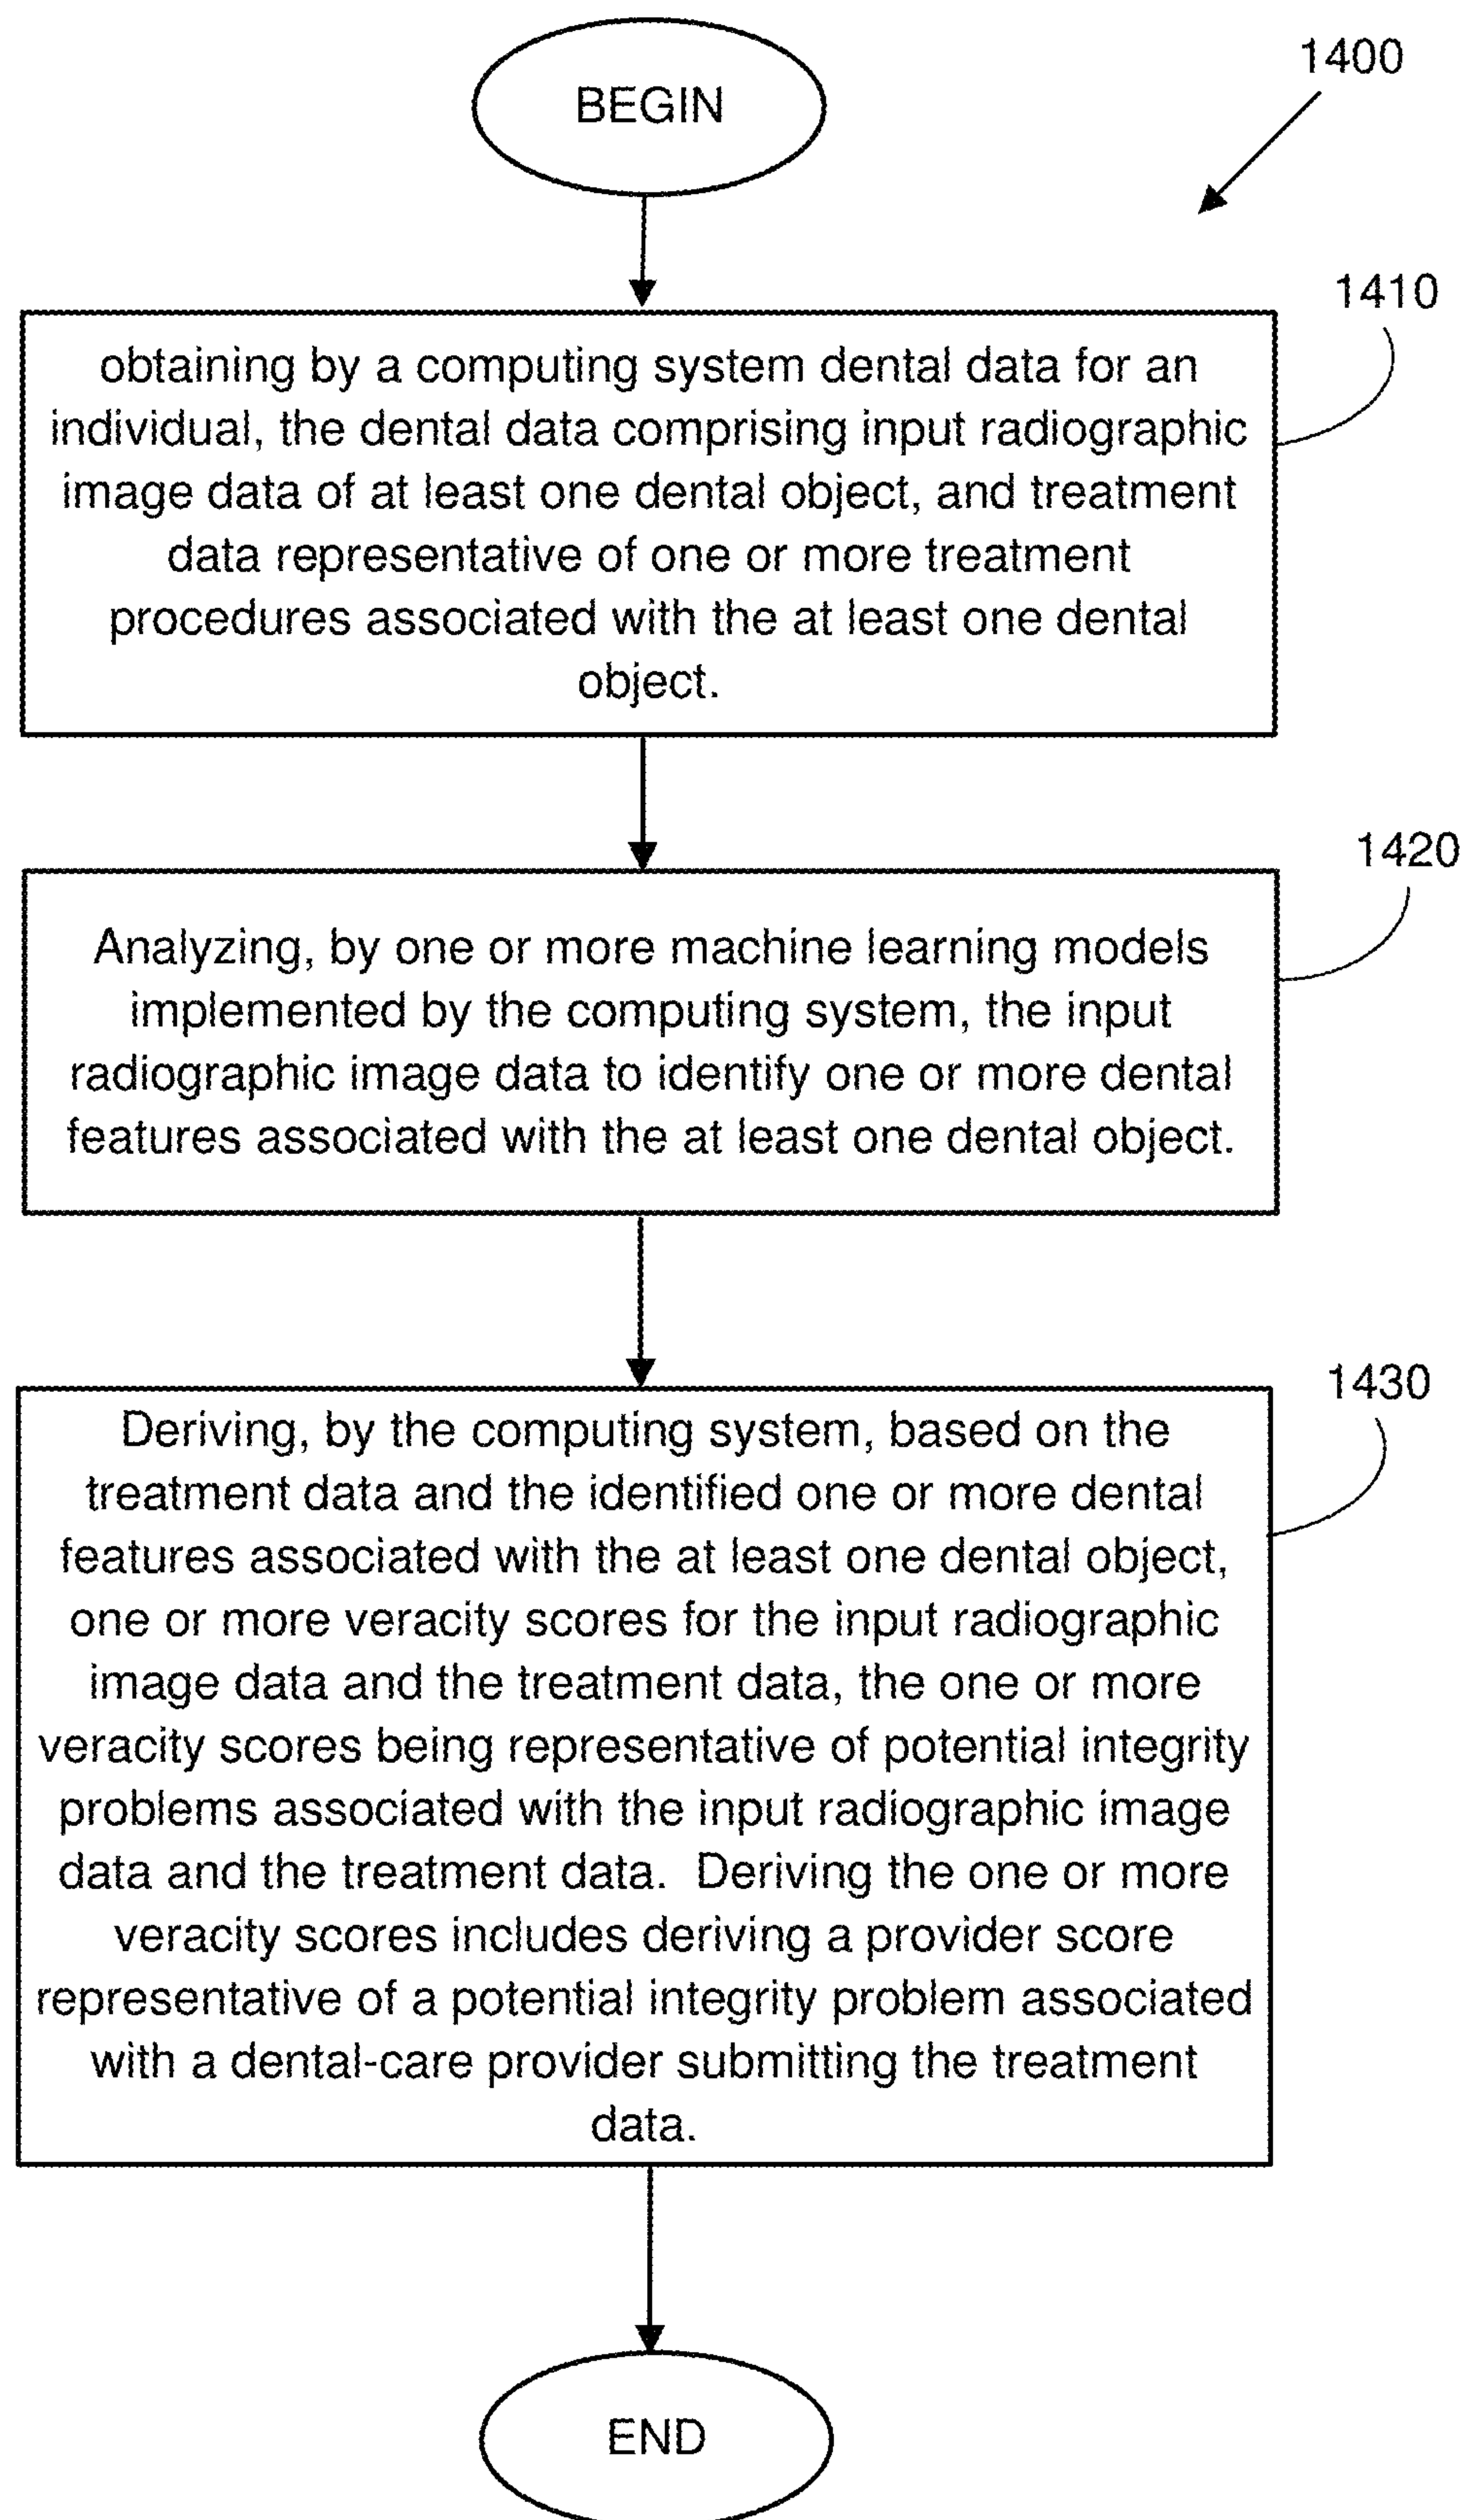 BEGIN
1400
1410
obtaining by a computing system dental data for an
individual, the dental data comprising input radiographic
image data of at least one dental object, and treatment
data representative of one or more treatment
procedures associated with the at least one dental
object.
1420
Analyzing, by one or more machine learning models
implemented by the computing system, the input
radiographic image data to identify one or more dental
features associated with the at least one dental object.
1430
Deriving, by the computing system, based on the
treatment data and the identified one or more dental
features associated with the at least one dental object,
one or more veracity scores for the input radiographic
image data and the treatment data, the one or more
veracity scores being representative of potential integrity
problems associated with the input radiographic image
data and the treatment data.  Deriving the one or more
veracity scores includes deriving a provider score
representative of a potential integrity problem associated
with a dental-care provider submitting the treatment
data.
END